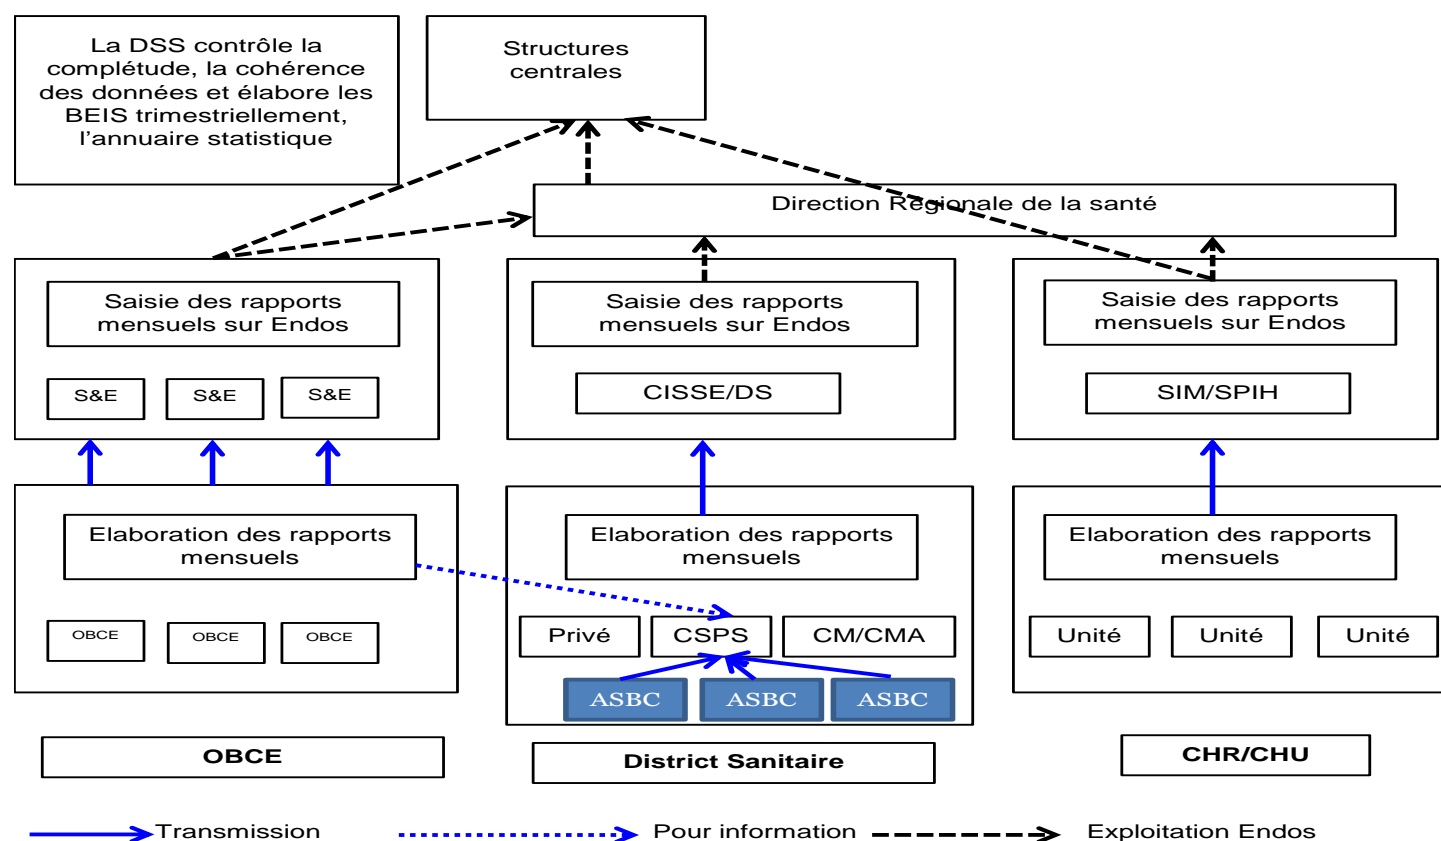 La DSS contrôle la
complétude, la cohérence
des données et élabore les
BEIS trimestriellement,
l'annuaire statistique
Structures
centrales
Direction Régionale de la santé
Saisie des rapports
mensuels sur Endos
S&E
S&E
S&E
Saisie des rapports
mensuels sur Endos
CISSE/DS
Saisie des rapports
mensuels sur Endos
SIM/SPIH
Elaboration des rapports
mensuels
OBCE
OBCE
OBCE
Elaboration des rapports
mensuels
Privé
CSPS
CM/CMA
ASBC
ASBC
ASBC
Elaboration des rapports
mensuels
Unité
Unité
Unité
OBCE
District Sanitaire
CHR/CHU
Transmission
Pour information
Exploitation Endos